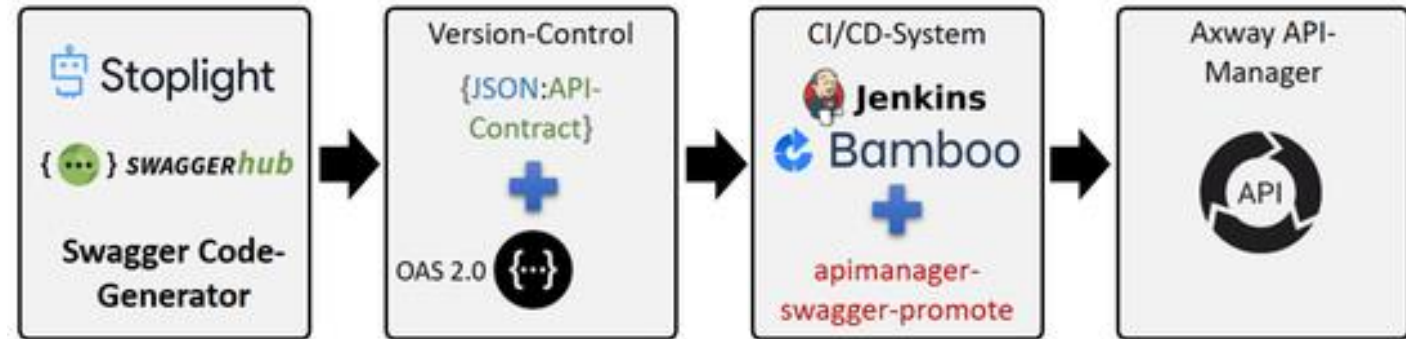 Stoplight
{...} SWAGGERhub
Swagger Code-
Generator
Version-Control
{JSON:API-
Contract}
OAS 2.0 {...}
CI/CD-System
Jenkins
Bamboo
apimanager-
swagger-promote
Axway API-
Manager
API